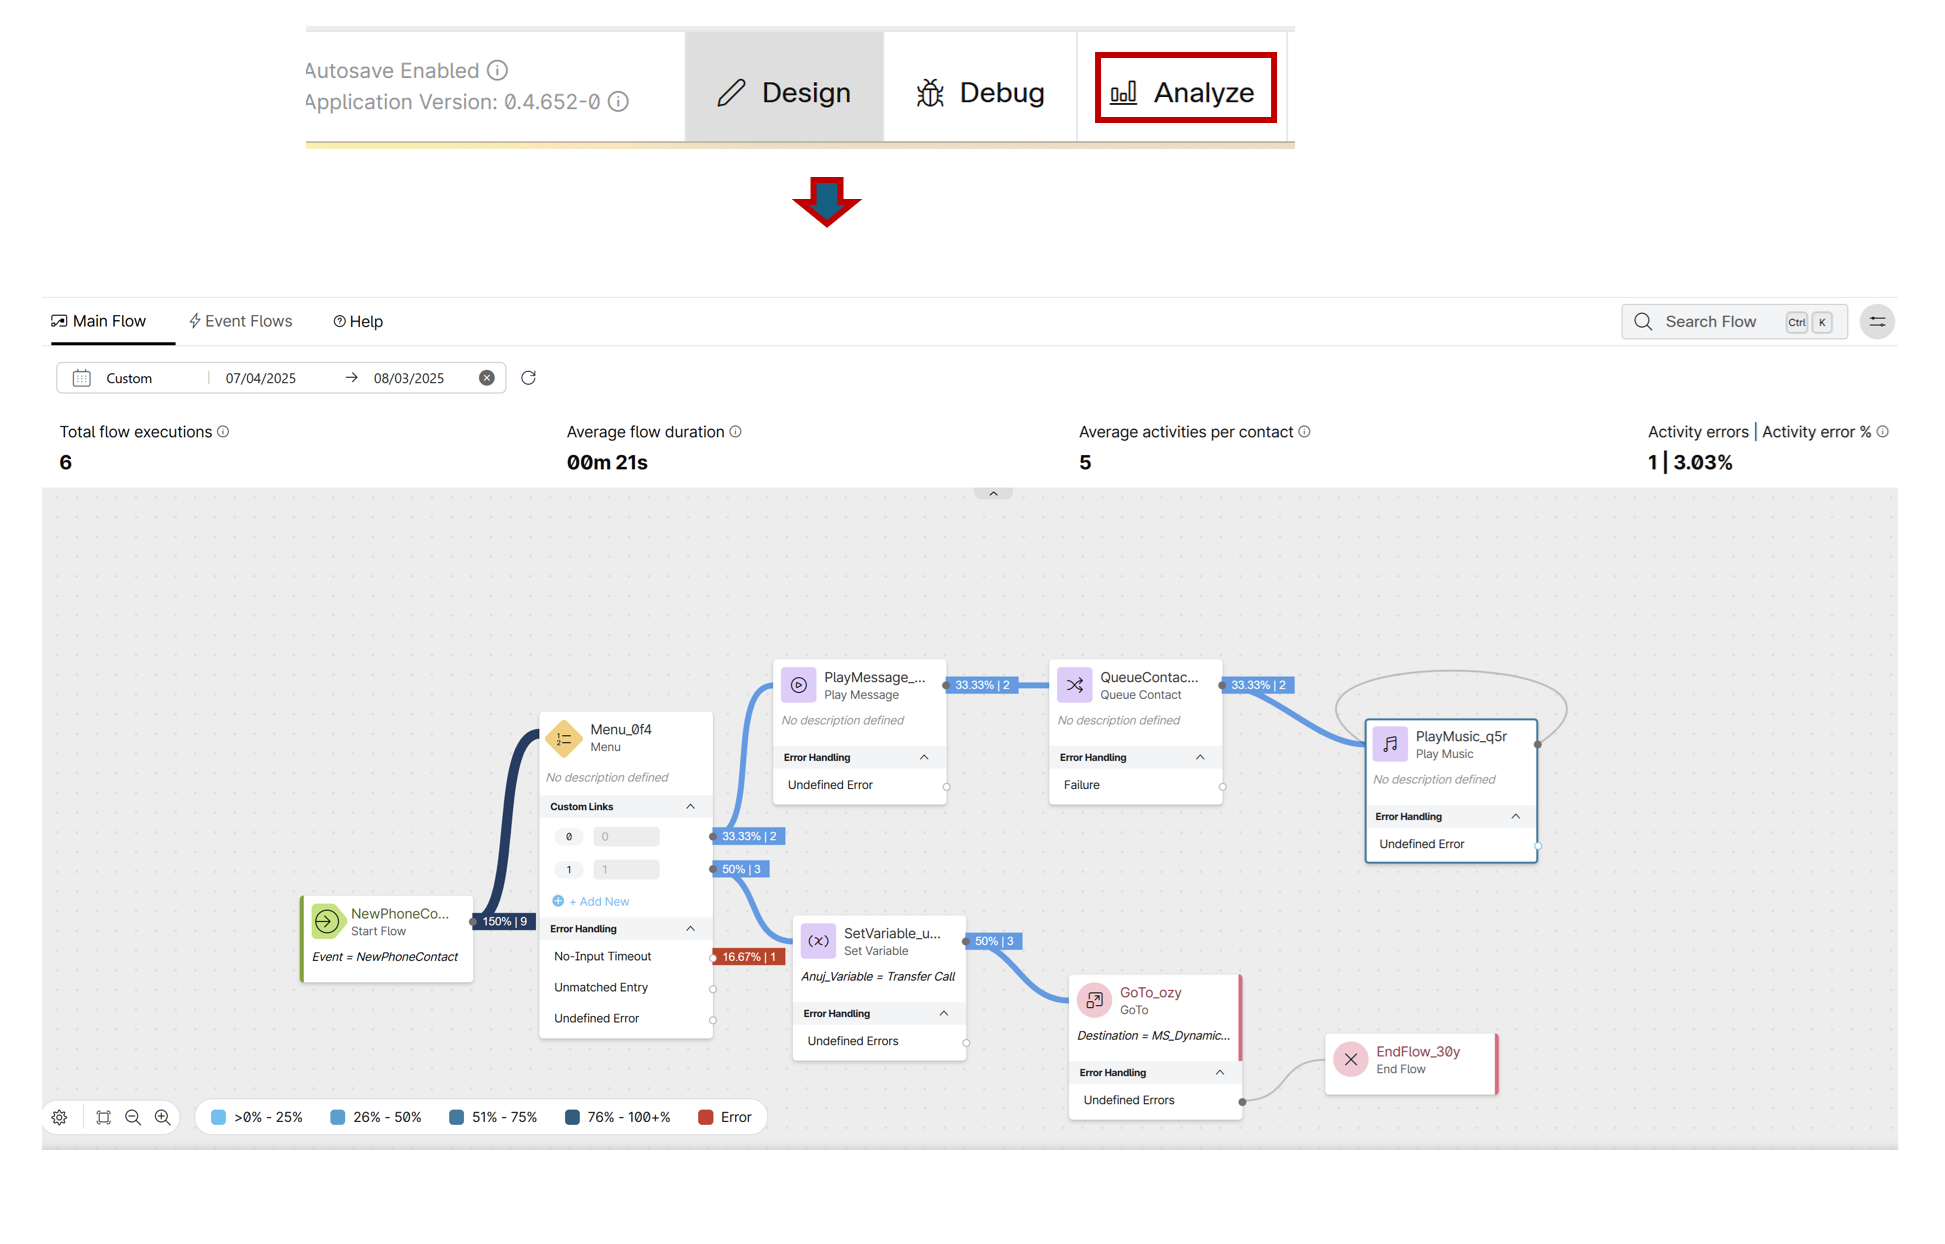 Autosave Enabled
Application Version: 0.4.652-0
Design
Debug
Analyze
Main Flow
Event Flows
Help
Search Flow
Ctrl
K
Custom
07/04/2025
08/03/2025
Total flow executions
6
Average flow duration
00m 21s
Average activities per contact
5
Activity errors | Activity error %
1 | 3.03%
NewPhoneCo...
Start Flow
Event = NewPhoneContact
150% | 9
Menu_0f4
Menu
No description defined
Custom Links
0 0
33.33% | 2
1 1
50% | 3
+ Add New
Error Handling
No-Input Timeout
16.67% | 1
Unmatched Entry
Undefined Error
PlayMessage_...
Play Message
No description defined
Error Handling
Undefined Error
33.33% | 2
QueueContac...
Queue Contact
No description defined
Error Handling
Failure
33.33% | 2
PlayMusic_q5r
Play Music
No description defined
Error Handling
Undefined Error
SetVariable_u...
Set Variable
Anuj_Variable = Transfer Call
Error Handling
Undefined Errors
50% | 3
GoTo_ozy
GoTo
Destination = MS_Dynamic...
Error Handling
Undefined Errors
EndFlow_30y
End Flow
>0% - 25%
26% - 50%
51% - 75%
76% - 100+%
Error